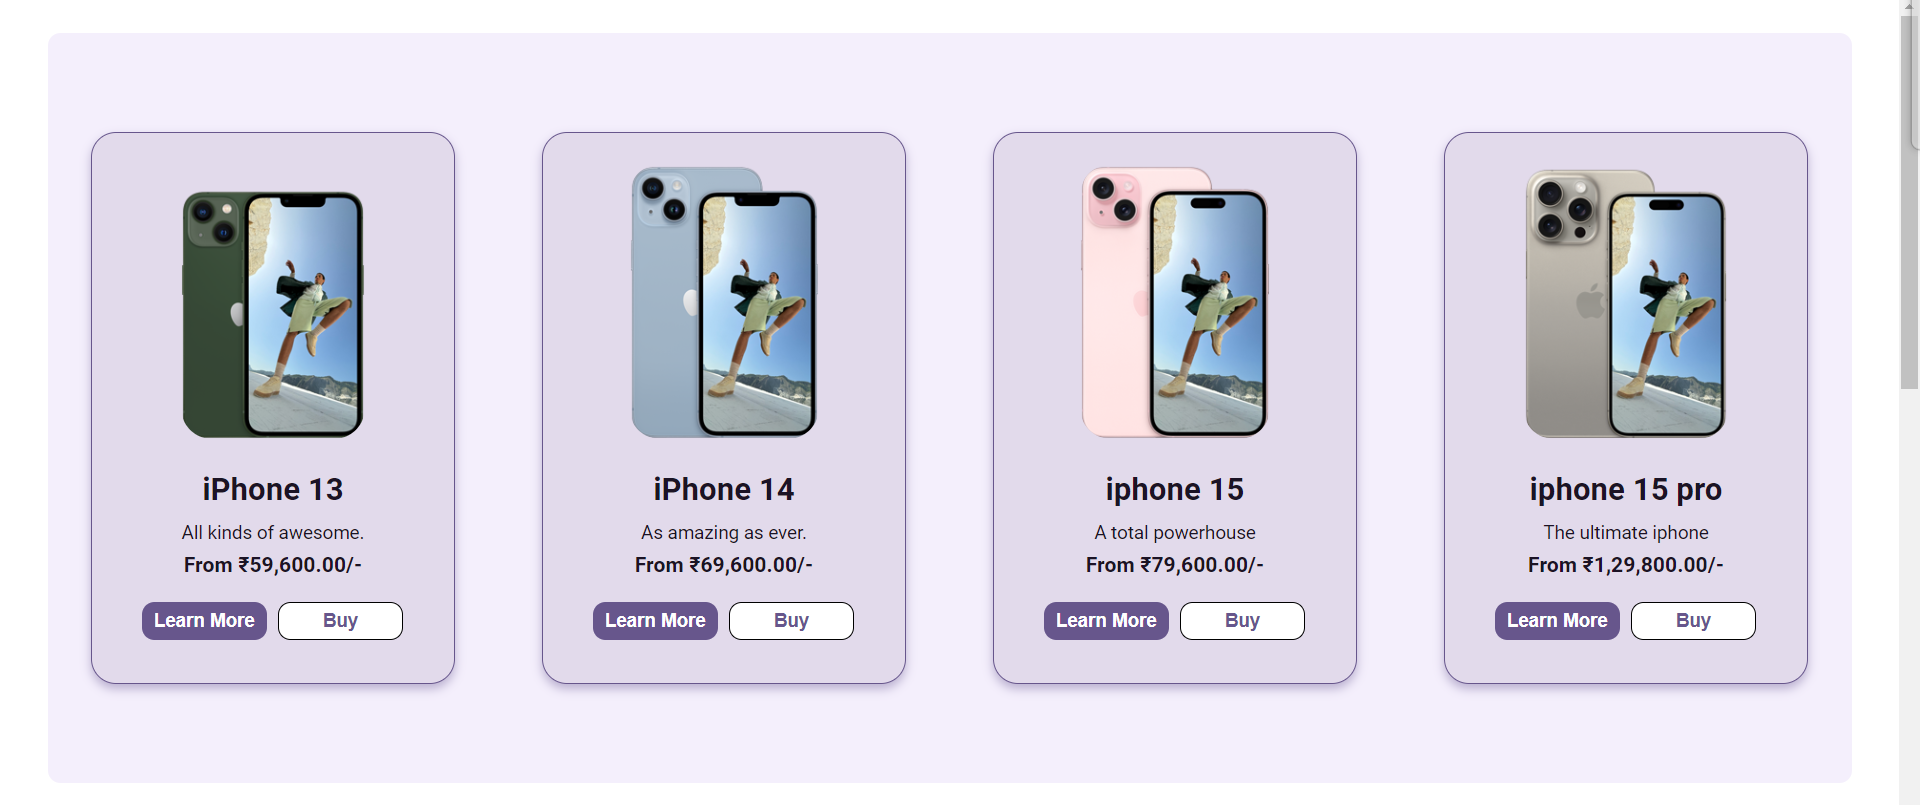 iPhone 13
All kinds of awesome.
From ₹59,600.00/-
Learn More
Buy
iPhone 14
As amazing as ever.
From ₹69,600.00/-
Learn More
Buy
iphone 15
A total powerhouse
From ₹79,600.00/-
Learn More
Buy
iphone 15 pro
The ultimate iphone
From ₹1,29,800.00/-
Learn More
Buy